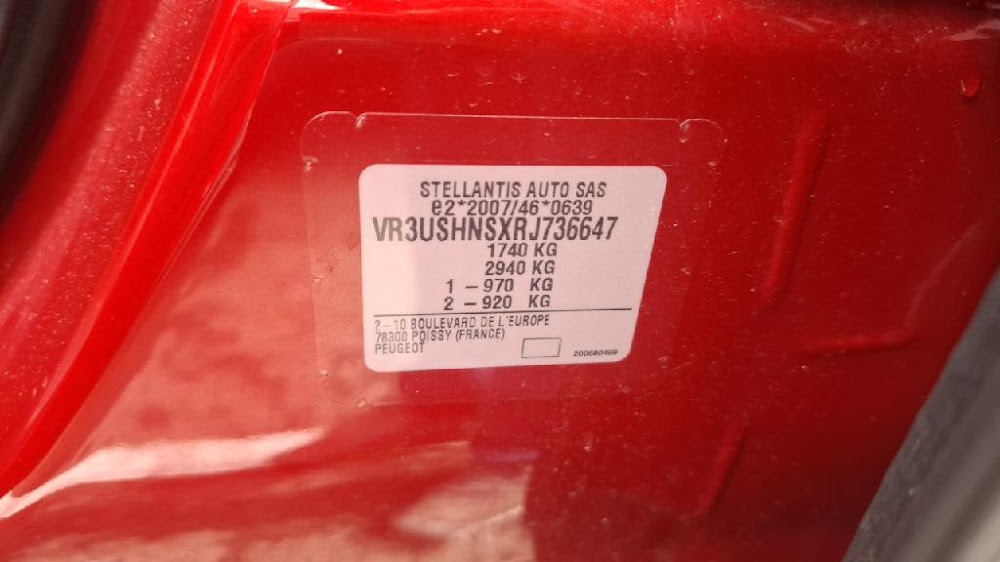 STELLANTIS AUTO SAS
e2*2007/46*0639
VR3USHNSXRJ736647
1740 KG
2940 KG
1 – 970 KG
2 – 920 KG
2–10 BOULEVARD DE L'EUROPE
78300 POISSY (FRANCE)
PEUGEOT
200680499